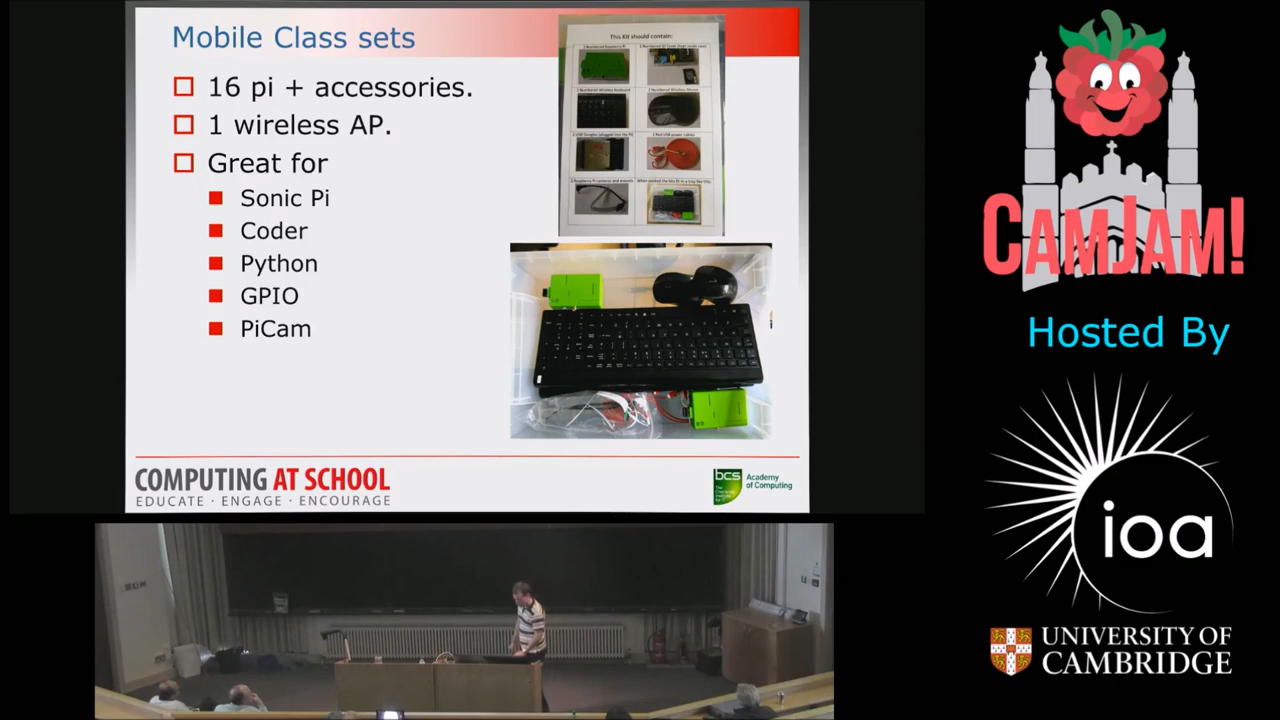 Mobile Class sets
16 pi + accessories.
1 wireless AP.
Great for
Sonic Pi
Coder
Python
GPIO
PiCam
This Kit should contain:
COMPUTING AT SCHOOL
EDUCATE · ENGAGE · ENCOURAGE
bcs
Academy
of Computing
CAMJAM!
Hosted By
ioa
UNIVERSITY OF
CAMBRIDGE